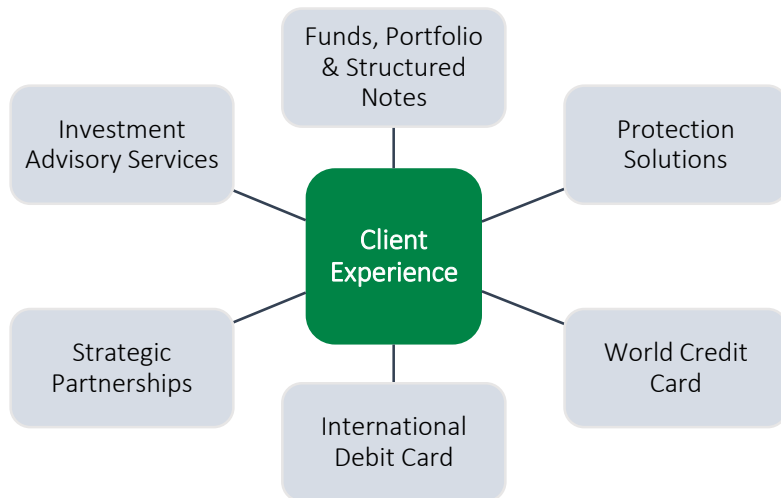 Funds, Portfolio
& Structured
Notes
Investment
Advisory Services
Protection
Solutions
Client
Experience
Strategic
Partnerships
World Credit
Card
International
Debit Card